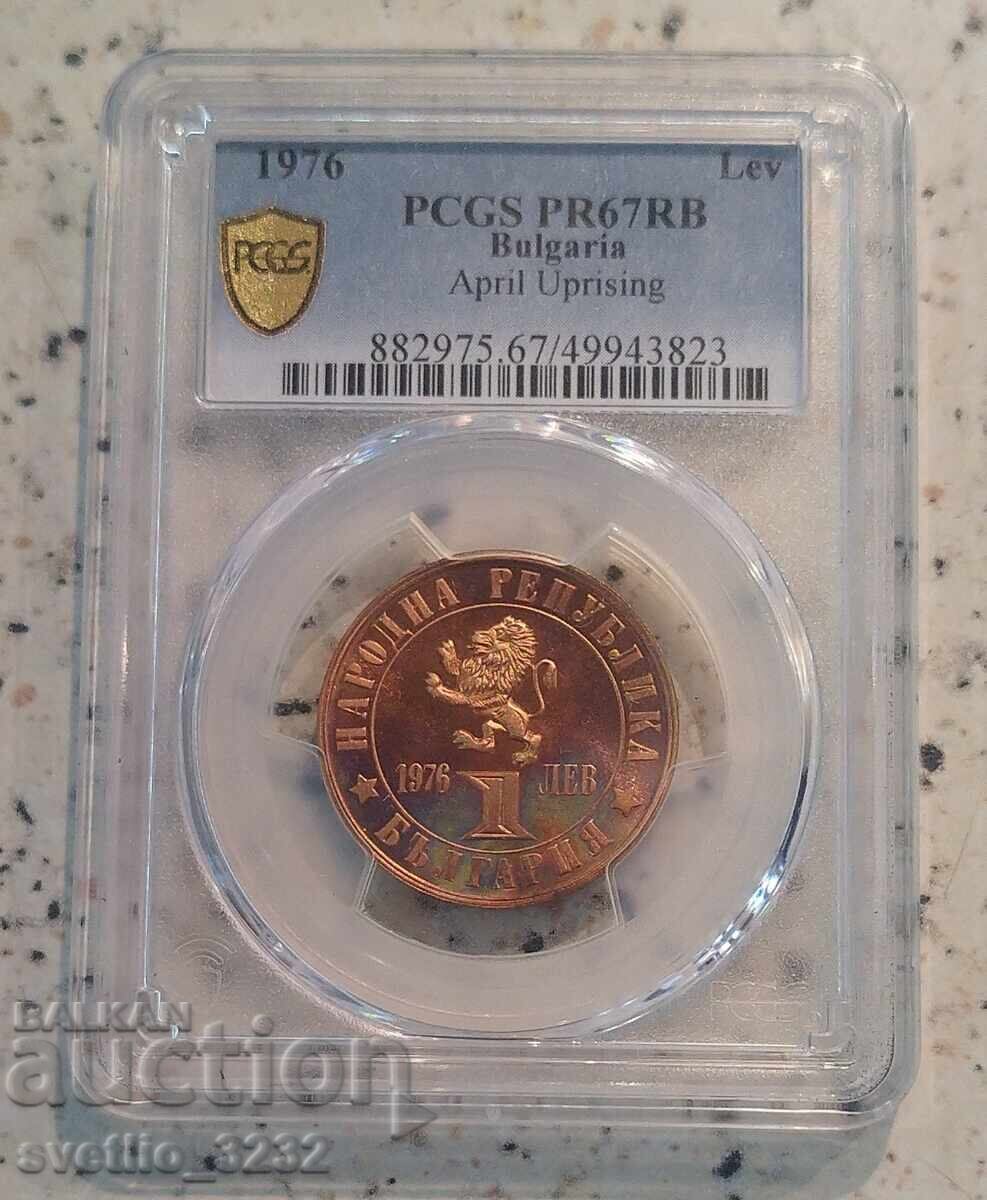 1976 Lev
PCGS PR67RB
Bulgaria
April Uprising
PCGS
882975.67/49943823
НАРОДНА РЕПУБЛИКА
1976 1 ЛЕВ
БЪЛГАРИЯ
PCGS
BALKAN
auction
svetlio_3232